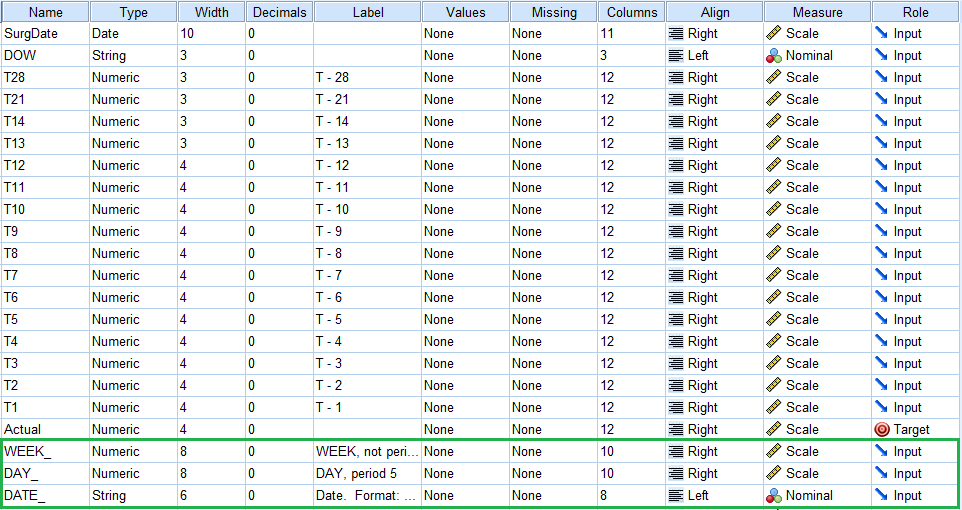 Name Type Width Decimals Label Values Missing Columns Align Measure Role
SurgDate Date 10 0 None None 11 Right Scale Input
DOW String 3 0 None None 3 Left Nominal Input
T28 Numeric 3 0 T - 28 None None 12 Right Scale Input
T21 Numeric 3 0 T - 21 None None 12 Right Scale Input
T14 Numeric 3 0 T - 14 None None 12 Right Scale Input
T13 Numeric 3 0 T - 13 None None 12 Right Scale Input
T12 Numeric 4 0 T - 12 None None 12 Right Scale Input
T11 Numeric 4 0 T - 11 None None 12 Right Scale Input
T10 Numeric 4 0 T - 10 None None 12 Right Scale Input
T9 Numeric 4 0 T - 9 None None 12 Right Scale Input
T8 Numeric 4 0 T - 8 None None 12 Right Scale Input
T7 Numeric 4 0 T - 7 None None 12 Right Scale Input
T6 Numeric 4 0 T - 6 None None 12 Right Scale Input
T5 Numeric 4 0 T - 5 None None 12 Right Scale Input
T4 Numeric 4 0 T - 4 None None 12 Right Scale Input
T3 Numeric 4 0 T - 3 None None 12 Right Scale Input
T2 Numeric 4 0 T - 2 None None 12 Right Scale Input
T1 Numeric 4 0 T - 1 None None 12 Right Scale Input
Actual Numeric 4 0 None None 12 Right Scale Target
WEEK_ Numeric 8 0 WEEK, not peri... None None 10 Right Scale Input
DAY_ Numeric 8 0 DAY, period 5 None None 10 Right Scale Input
DATE_ String 6 0 Date. Format: ... None None 8 Left Nominal Input